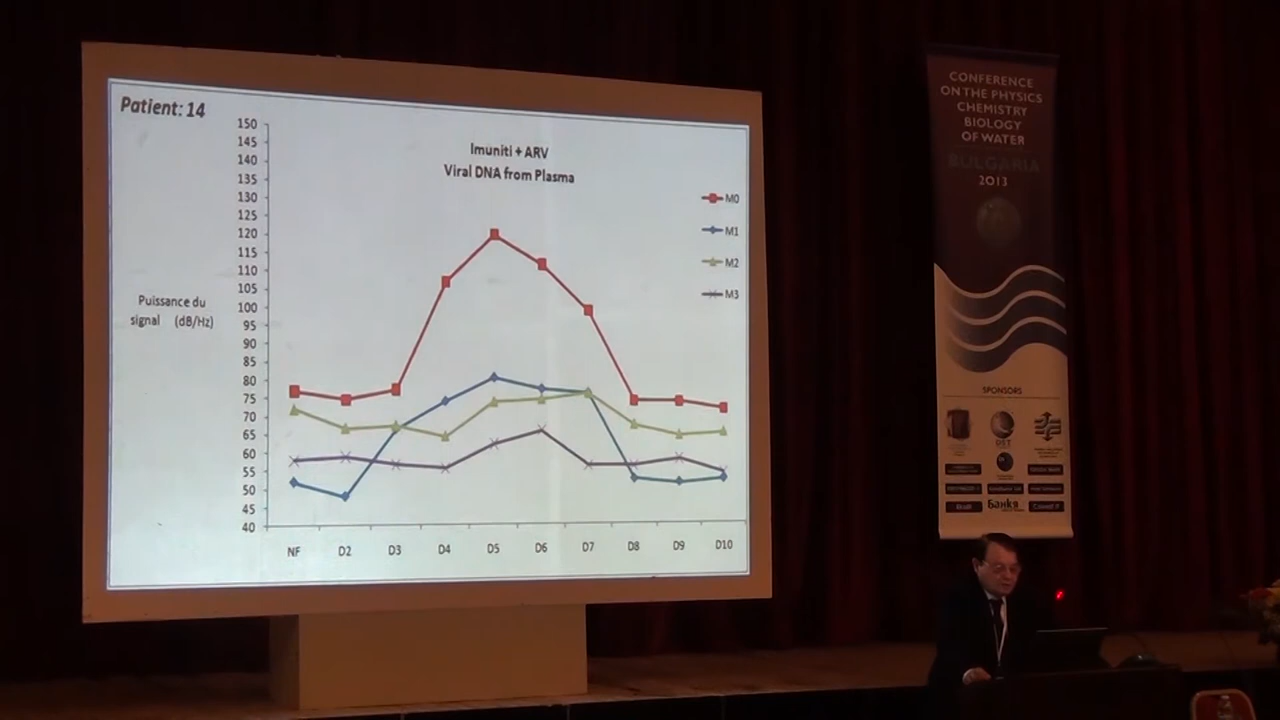 Patient: 14
Imuniti + ARV
Viral DNA from Plasma
150
145
140
135
130
125
120
115
110
105
100
95
90
85
80
75
70
65
60
55
50
45
40
Puissance du
signal (dB/Hz)
M0
M1
M2
M3
NF D2 D3 D4 D5 D6 D7 D8 D9 D10
CONFERENCE
ON THE PHYSICS
CHEMISTRY
BIOLOGY
OF WATER
BULGARIA
2013
SPONSORS
Банкя